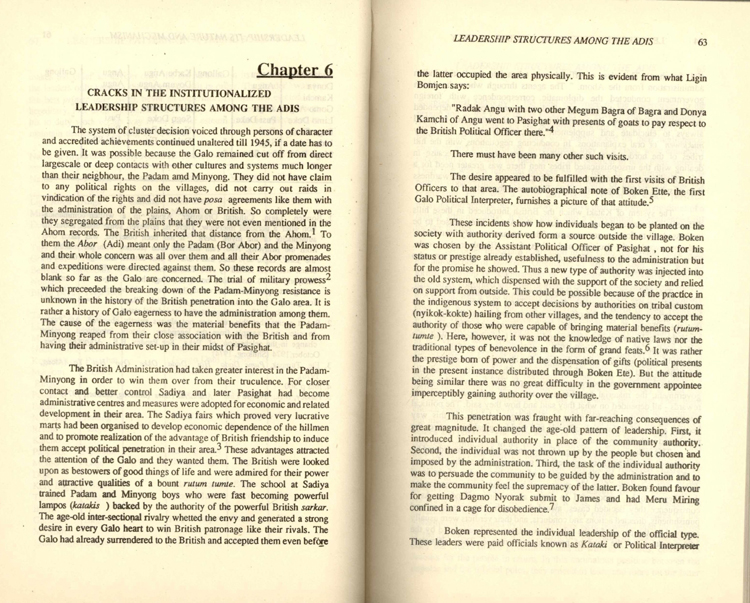 Chapter 6
CRACKS IN THE INSTITUTIONALIZED
LEADERSHIP STRUCTURES AMONG THE ADIS
The system of cluster decision voiced through persons of character
and accredited achievements continued unaltered till 1945, if a date has to
be given. It was possible because the Galo remained cut off from direct
largescale or deep contacts with other cultures and systems much longer
than their neigbhour, the Padam amd Minyong. They did not have claim
to any political rights on the villages, did not carry out raids in
vindication of the rights and did not have posa agreements like them with
the administration of the plains, Ahom or British. So completely were
they segregated from the plains that they were not even mentioned in the
Ahom records. The British inherited that distance from the Ahom.1 To
them the Abor (Adi) meant only the Padam (Bor Abor) and the Minyong
and their whole concern was all over them and all their Abor promenades
and expeditions were directed against them. So these records are almost
blank so far as the Galo are concerned. The trial of military prowess2
which preceeded the breaking down of the Padam-Minyong resistance is
unknown in the history of the British penetration into the Galo area. It is
rather a history of Galo eagerness to have the administration among them.
The cause of the eagerness was the material benefits that the Padam-
Minyong reaped from their close association with the British and from
having their administrative set-up in their midst of Pasighat.
The British Administration had taken greater interest in the Padam-
Minyong in order to win them over from their truculence. For closer
contact and better control Sadiya and later Pasighat had become
administrative centres and measures were adopted for economic and related
development in their area. The Sadiya fairs which proved very lucrative
marts had been organised to develop economic dependence of the hillmen
and to promote realization of the advantage of British friendship to induce
them accept political penetration in their area.3 These advantages attracted
the attention of the Galo and they wanted them. The British were looked
upon as bestowers of good things of life and were admired for their power
and attractive qualities of a bount rutum tumte. The school at Sadiya
trained Padam and Minyong boys who were fast becoming powerful
lampos (katakis ) backed by the authority of the powerful British sarkar.
The age-old inter-sectional rivalry whetted the envy and generated a strong
desire in every Galo heart to win British patronage like their rivals. The
Galo had already surrendered to the British and accepted them even before
LEADERSHIP STRUCTURES AMONG THE ADIS 63
the latter occupied the area physically. This is evident from what Ligin
Bomjen says:
"Radak Angu with two other Megum Bagra of Bagra and Donya
Kamchi of Angu went to Pasighat with presents of goats to pay respect to
the British Political Officer there."4
There must have been many other such visits.
The desire appeared to be fulfilled with the first visits of British
Officers to that area. The autobiographical note of Boken Ette, the first
Galo Political Interpreter, furnishes a picture of that attitude.5
These incidents show how individuals began to be planted on the
society with authority derived form a source outside the village. Boken
was chosen by the Assistant Political Officer of Pasighat , not for his
status or prestige already established, usefulness to the administration but
for the promise he showed. Thus a new type of authority was injected into
the old system, which dispensed with the support of the society and relied
on support from outside. This could be possible because of the practice in
the indigenous system to accept decisions by authorities on tribal custom
(nyikok-kokte) hailing from other villages, and the tendency to accept the
authority of those who were capable of bringing material benefits (rutum-
tumte ). Here, however, it was not the knowledge of native laws nor the
traditional types of benevolence in the form of grand feats.6 It was rather
the prestige born of power and the dispensation of gifts (political presents
in the present instance distributed through Boken Ete). But the attitude
being similar there was no great difficulty in the government appointee
imperceptibly gaining authority over the village.
This penetration was fraught with far-reaching consequences of
great magnitude. It changed the age-old pattern of leadership. First, it
introduced individual authority in place of the community authority.
Second, the individual was not thrown up by the people but chosen and
imposed by the administration. Third, the task of the individual authority
was to persuade the community to be guided by the administration and to
make the community feel the supremacy of the latter. Boken found favour
for getting Dagmo Nyorak submit to James and had Meru Miring
confined in a cage for disobedience.7
Boken represented the individual leadership of the official type.
These leaders were paid officials known as Kataki or Political Interpreter